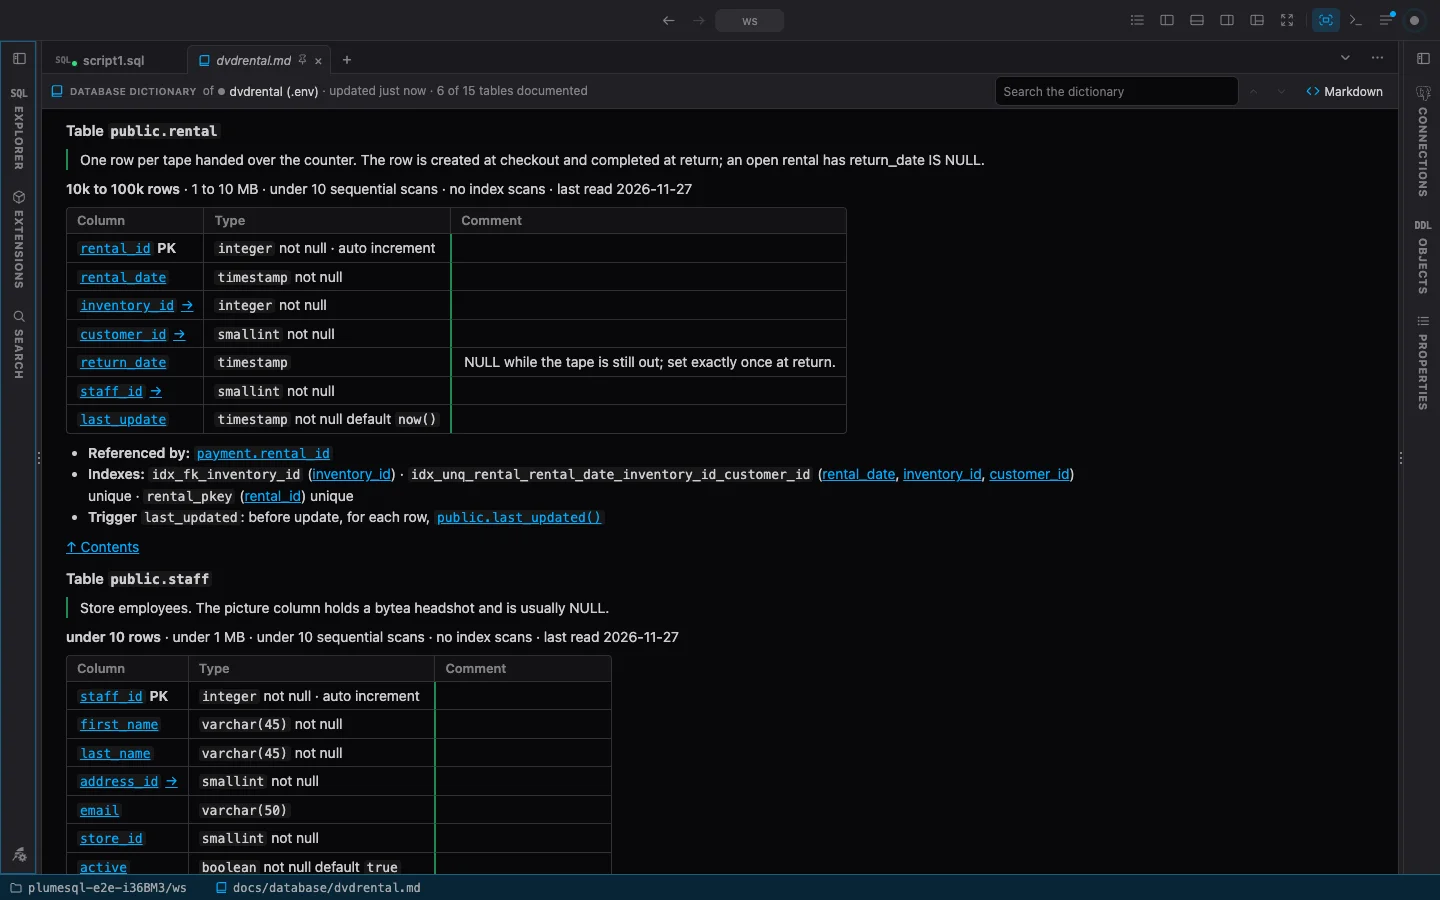 ws
SQL script1.sql
dvdrental.md
DATABASE DICTIONARY of dvdrental (.env) · updated just now · 6 of 15 tables documented
Search the dictionary
Markdown
SQL EXPLORER
EXTENSIONS
SEARCH
Table public.rental
One row per tape handed over the counter. The row is created at checkout and completed at return; an open rental has return_date IS NULL.
10k to 100k rows · 1 to 10 MB · under 10 sequential scans · no index scans · last read 2026-11-27
Column Type Comment
rental_id PK integer not null · auto increment
rental_date timestamp not null
inventory_id → integer not null
customer_id → smallint not null
return_date timestamp NULL while the tape is still out; set exactly once at return.
staff_id → smallint not null
last_update timestamp not null default now()
• Referenced by: payment.rental_id
• Indexes: idx_fk_inventory_id (inventory_id) · idx_unq_rental_rental_date_inventory_id_customer_id (rental_date, inventory_id, customer_id)
unique · rental_pkey (rental_id) unique
• Trigger last_updated: before update, for each row, public.last_updated()
↑ Contents
Table public.staff
Store employees. The picture column holds a bytea headshot and is usually NULL.
under 10 rows · under 1 MB · under 10 sequential scans · no index scans · last read 2026-11-27
Column Type Comment
staff_id PK integer not null · auto increment
first_name varchar(45) not null
last_name varchar(45) not null
address_id → smallint not null
email varchar(50)
store_id smallint not null
active boolean not null default true
CONNECTIONS
DDL OBJECTS
PROPERTIES
plumesql-e2e-i36BM3/ws
docs/database/dvdrental.md